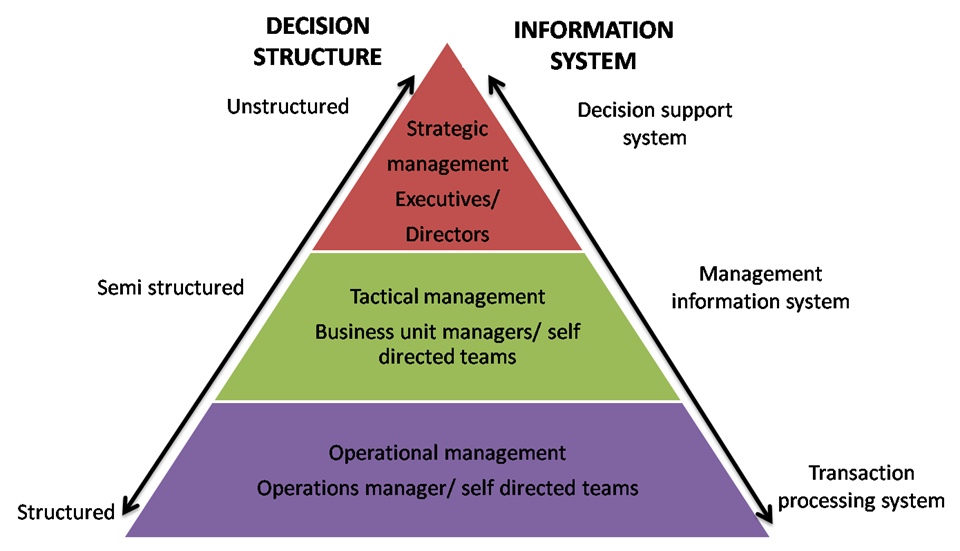 DECISION
STRUCTURE
INFORMATION
SYSTEM
Unstructured
Decision support
system
Strategic
management
Executives/
Directors
Semi structured
Management
information system
Tactical management
Business unit managers/ self
directed teams
Operational management
Operations manager/ self directed teams
Structured
Transaction
processing system